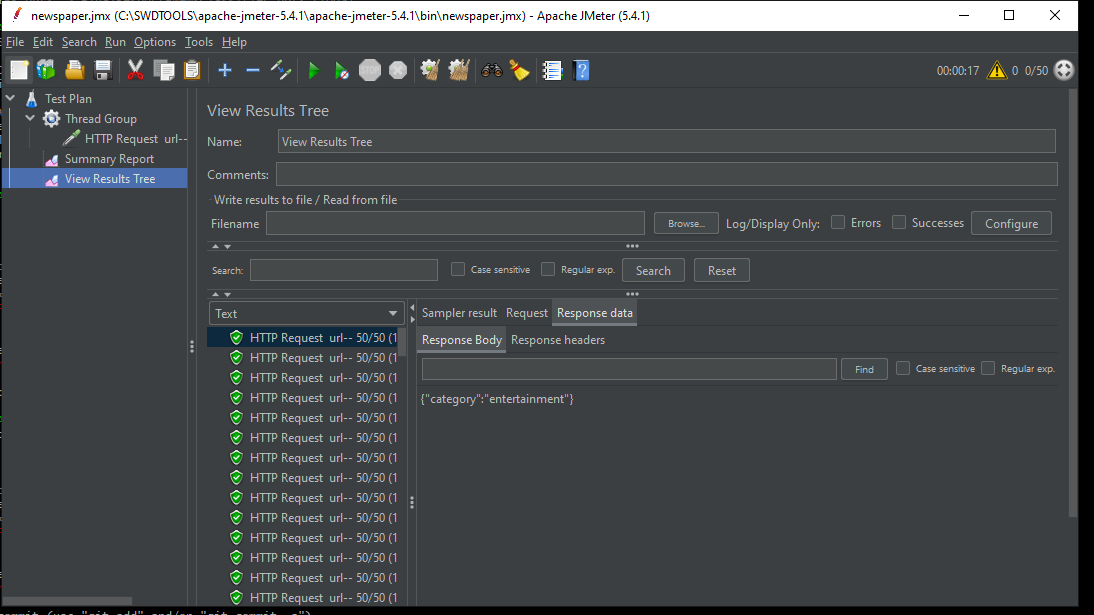 newspaper.jmx (C:\SWDTOOLS\apache-jmeter-5.4.1\apache-jmeter-5.4.1\bin\newspaper.jmx) - Apache JMeter (5.4.1)
File Edit Search Run Options Tools Help
STOP 00:00:17 0 0/50
Test Plan
Thread Group
HTTP Request url--
Summary Report
View Results Tree
View Results Tree
Name: View Results Tree
Comments:
Write results to file / Read from file
Filename Browse... Log/Display Only: Errors Successes Configure
Search: Case sensitive Regular exp. Search Reset
Text
Sampler result Request Response data
Response Body Response headers
Find Case sensitive Regular exp.
{"category":"entertainment"}
HTTP Request url-- 50/50 (1
HTTP Request url-- 50/50 (1
HTTP Request url-- 50/50 (1
HTTP Request url-- 50/50 (1
HTTP Request url-- 50/50 (1
HTTP Request url-- 50/50 (1
HTTP Request url-- 50/50 (1
HTTP Request url-- 50/50 (1
HTTP Request url-- 50/50 (1
HTTP Request url-- 50/50 (1
HTTP Request url-- 50/50 (1
HTTP Request url-- 50/50 (1
HTTP Request url-- 50/50 (1
HTTP Request url-- 50/50 (1